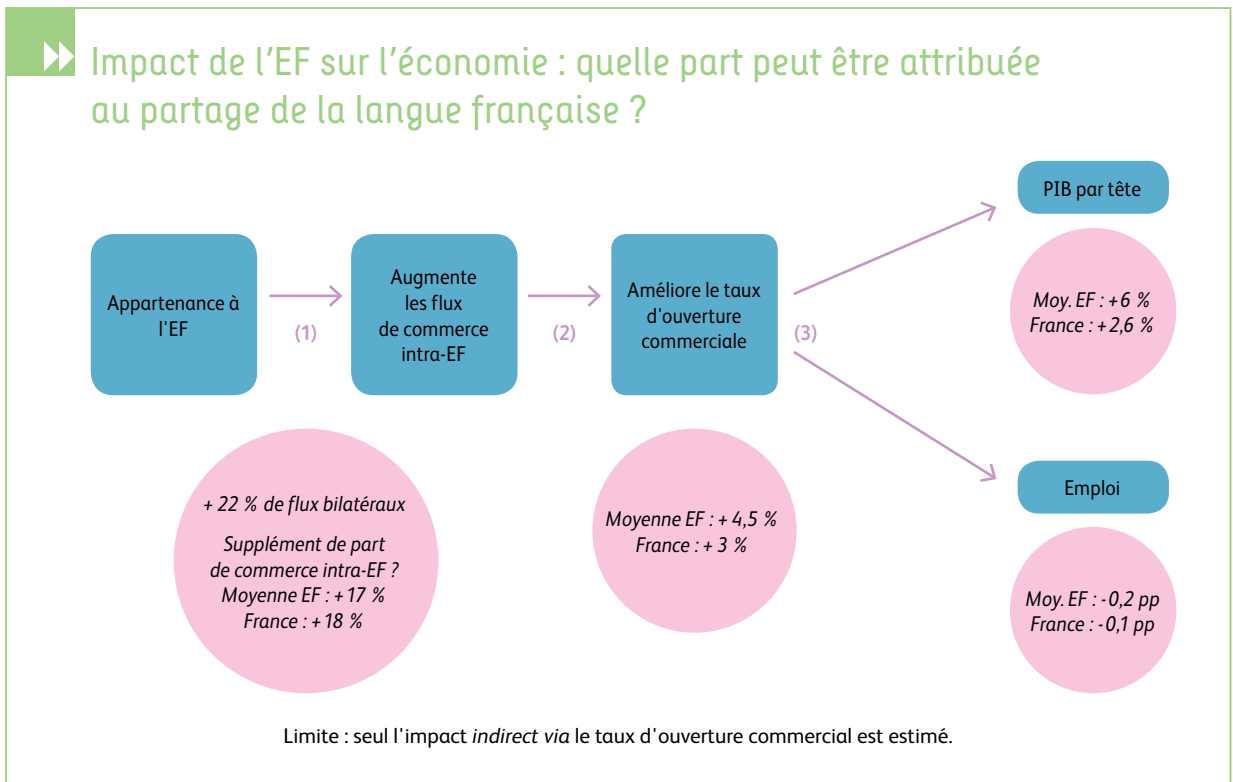 Impact de l'EF sur l'économie : quelle part peut être attribuée
au partage de la langue française ?
PIB par tête
Appartenance à
l'EF
(1)
Augmente
les flux
de commerce
intra-EF
(2)
Améliore le taux
d'ouverture
commerciale
(3)
Moy. EF : +6 %
France : +2,6 %
+ 22 % de flux bilatéraux
Supplément de part
de commerce intra-EF ?
Moyenne EF : +17 %
France : +18 %
Moyenne EF : + 4,5 %
France : + 3 %
Emploi
Moy. EF : -0,2 pp
France : -0,1 pp
Limite : seul l'impact indirect via le taux d'ouverture commercial est estimé.